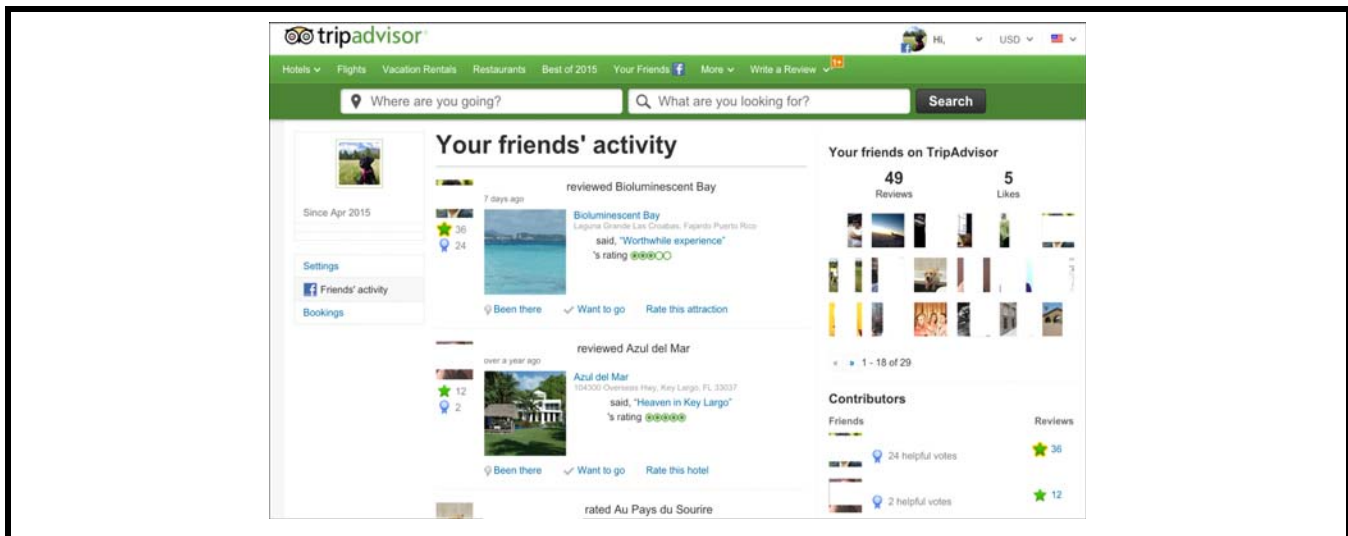 tripadvisor
Hi,
USD
Hotels
Flights
Vacation Rentals
Restaurants
Best of 2015
Your Friends
More
Write a Review
1+
Where are you going?
What are you looking for?
Search
Since Apr 2015
Settings
Friends' activity
Bookings
Your friends' activity
reviewed Bioluminescent Bay
7 days ago
36
24
Bioluminescent Bay
Laguna Grande Las Croabas, Fajardo Puerto Rico
said, "Worthwhile experience"
's rating
Been there
Want to go
Rate this attraction
reviewed Azul del Mar
over a year ago
12
2
Azul del Mar
104300 Overseas Hwy, Key Largo, FL 33037
said, "Heaven in Key Largo"
's rating
Been there
Want to go
Rate this hotel
rated Au Pays du Sourire
Your friends on TripAdvisor
49 5
Reviews Likes
« » 1 - 18 of 29
Contributors
Friends Reviews
24 helpful votes 36
2 helpful votes 12